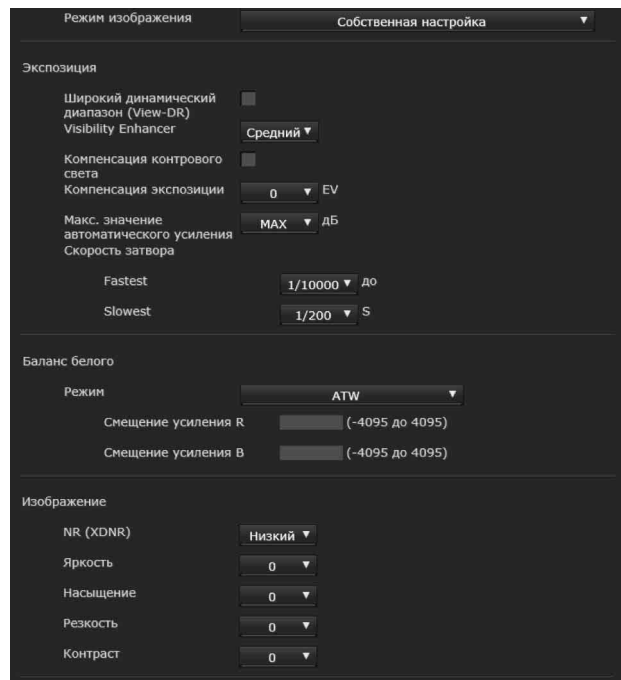 Режим изображения Собственная настройка
Экспозиция
Широкий динамический
диапазон (View-DR)
Visibility Enhancer Средний
Компенсация контрового
света
Компенсация экспозиции 0 EV
Макс. значение
автоматического усиления MAX дБ
Скорость затвора
Fastest 1/10000 до
Slowest 1/200 S
Баланс белого
Режим ATW
Смещение усиления R (-4095 до 4095)
Смещение усиления B (-4095 до 4095)
Изображение
NR (XDNR) Низкий
Яркость 0
Насыщение 0
Резкость 0
Контраст 0